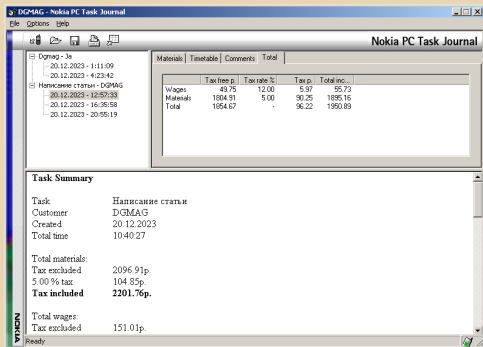 DGMAG - Nokia PC Task Journal
File Options Help
Nokia PC Task Journal
Dgmag - Ja
20.12.2023 - 1:11:09
20.12.2023 - 4:23:42
Написание статьи - DGMAG
20.12.2023 - 12:57:33
20.12.2023 - 16:35:58
20.12.2023 - 20:55:19
Materials Timetable Comments Total
Tax free p. Tax rate % Tax p. Total inc...
Wages 49.75 12.00 5.97 55.73
Materials 1804.91 5.00 90.25 1895.16
Total 1854.67 - 96.22 1950.89
Task Summary
Task Написание статьи
Customer DGMAG
Created 20.12.2023
Total time 10:40:27
Total materials:
Tax excluded 2096.91р.
5.00 % tax 104.85р.
Tax included 2201.76р.
Total wages:
Tax excluded 151.01р.
NOKIA
Ready